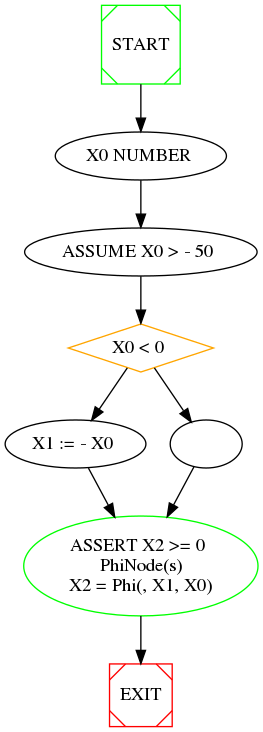 START
X0 NUMBER
ASSUME X0 > - 50
X0 < 0
X1 := - X0
ASSERT X2 >= 0
PhiNode(s)
X2 = Phi(, X1, X0)
EXIT